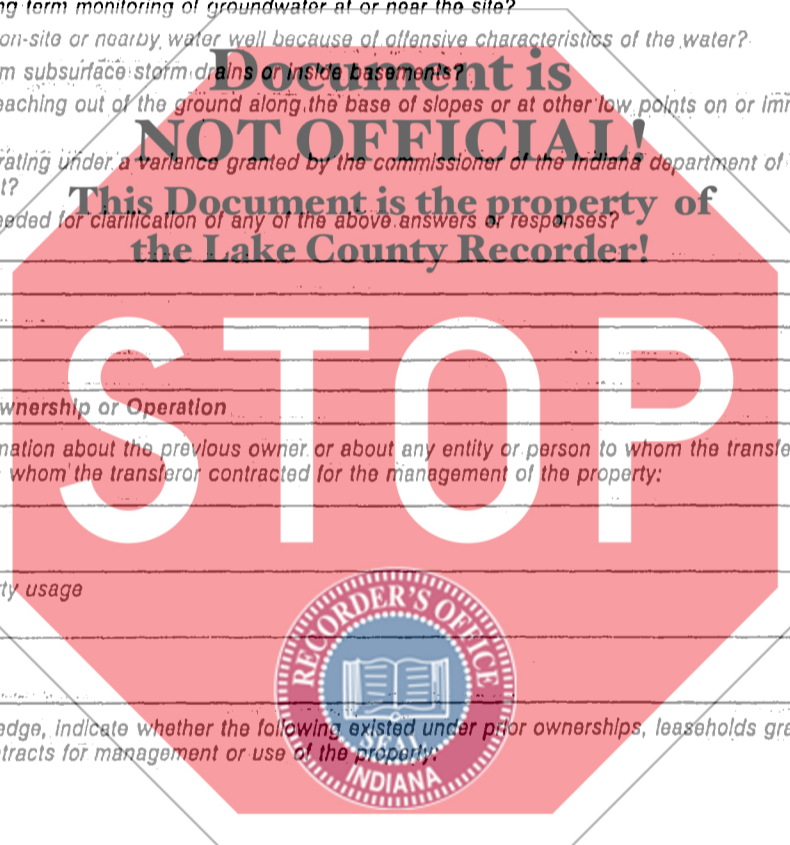 ng term monitoring of groundwater at or near the site?
on-site or nearby water well because of offensive characteristics of the water?
Document is
m subsurface storm drains or inside basements?
eaching out of the ground along the base of slopes or at other low points on or imr
NOT OFFICIAL!
rating under a variance granted by the commissioner of the Indiana department of
t?
This Document is the property of
eeded for clarification of any of the above answers or responses?
the Lake County Recorder!
STOP
wnership or Operation
mation about the previous owner or about any entity or person to whom the transfe
whom the transferor contracted for the management of the property:
rty usage
RECORDER'S OFFICE
SEAL
INDIANA
edge, indicate whether the following existed under prior ownerships, leaseholds gra
tracts for management or use of the property: